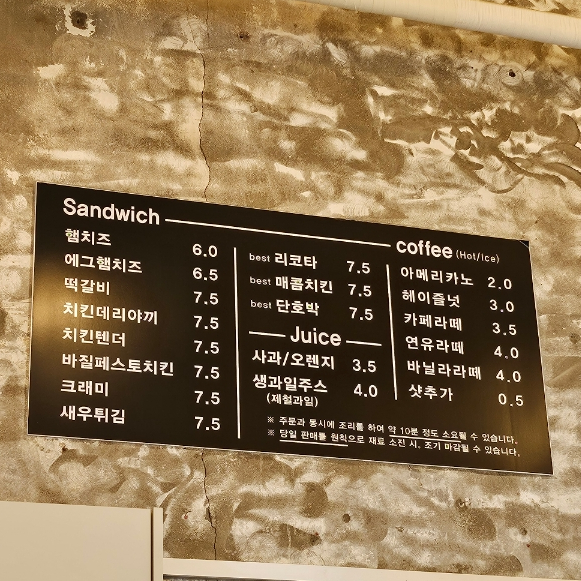 Sandwich
햄치즈 6.0
에그햄치즈 6.5
떡갈비 7.5
치킨데리야끼 7.5
치킨텐더 7.5
바질페스토치킨 7.5
크래미 7.5
새우튀김 7.5
best 리코타 7.5
best 매콤치킨 7.5
best 단호박 7.5
Juice
사과/오렌지 3.5
생과일주스 4.0
(제철과일)
coffee (Hot/Ice)
아메리카노 2.0
헤이즐넛 3.0
카페라떼 3.5
연유라떼 4.0
바닐라라떼 4.0
샷추가 0.5
※ 주문과 동시에 조리를 하여 약 10분 정도 소요될 수 있습니다.
※ 당일 판매를 원칙으로 재료 소진 시, 조기 마감될 수 있습니다.